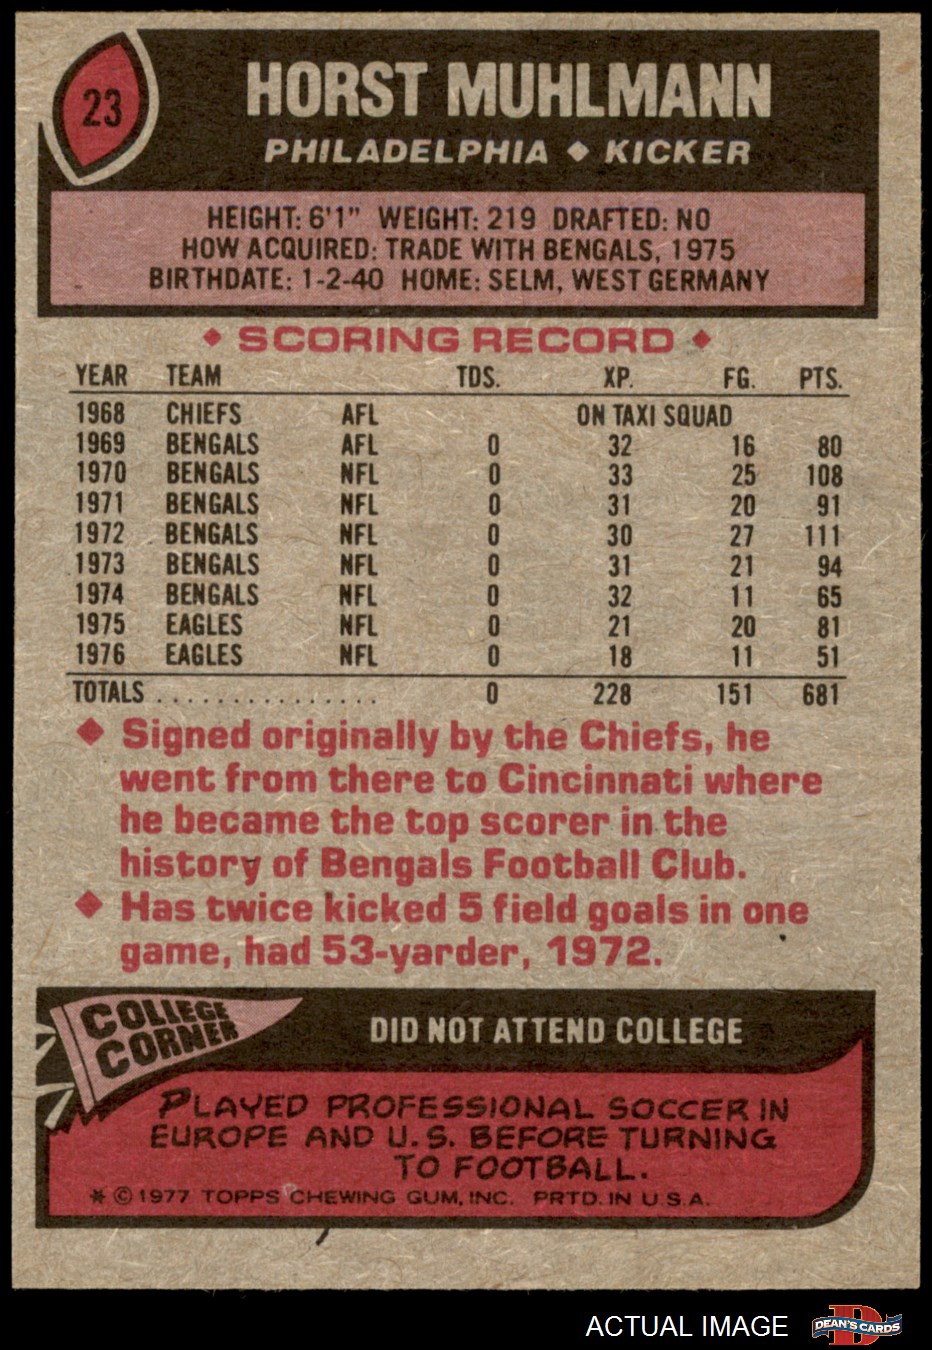 23
HORST MUHLMANN
PHILADELPHIA ♦ KICKER
HEIGHT: 6'1" WEIGHT: 219 DRAFTED: NO
HOW ACQUIRED: TRADE WITH BENGALS, 1975
BIRTHDATE: 1-2-40 HOME: SELM, WEST GERMANY
♦ SCORING RECORD ♦
YEAR TEAM TDS. XP. FG. PTS.
1968 CHIEFS AFL ON TAXI SQUAD
1969 BENGALS AFL 0 32 16 80
1970 BENGALS NFL 0 33 25 108
1971 BENGALS NFL 0 31 20 91
1972 BENGALS NFL 0 30 27 111
1973 BENGALS NFL 0 31 21 94
1974 BENGALS NFL 0 32 11 65
1975 EAGLES NFL 0 21 20 81
1976 EAGLES NFL 0 18 11 51
TOTALS . . . . . . . . . . . . . . . 0 228 151 681
♦ Signed originally by the Chiefs, he
went from there to Cincinnati where
he became the top scorer in the
history of Bengals Football Club.
♦ Has twice kicked 5 field goals in one
game, had 53-yarder, 1972.
COLLEGE
CORNER
DID NOT ATTEND COLLEGE
PLAYED PROFESSIONAL SOCCER IN
EUROPE AND U.S. BEFORE TURNING
TO FOOTBALL.
* © 1977 TOPPS CHEWING GUM, INC. PRTD. IN U.S.A.
ACTUAL IMAGE
D
DEAN'S CARDS